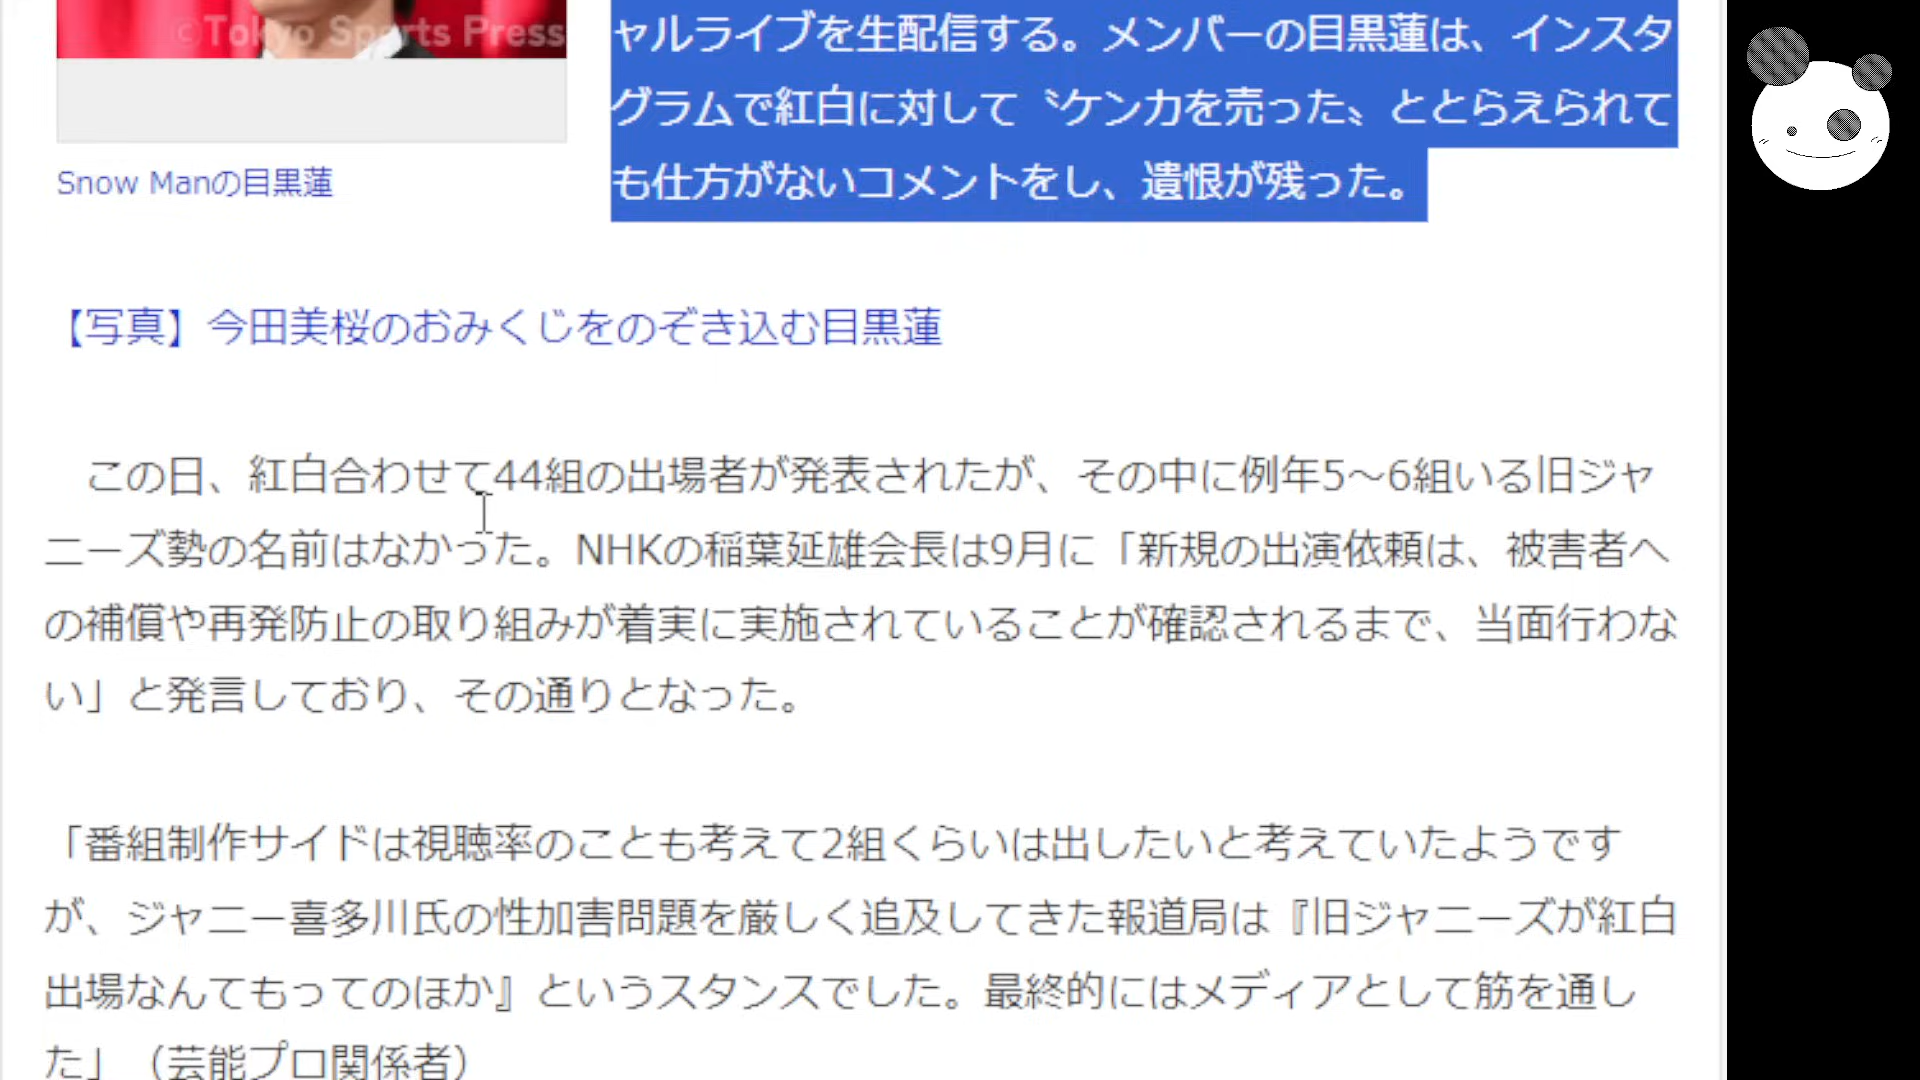 ©Tokyo Sports Press
ャルライブを生配信する。メンバーの目黒蓮は、インスタ
グラムで紅白に対して〝ケンカを売った〟ととらえられて
も仕方がないコメントをし、遺恨が残った。
Snow Manの目黒蓮
【写真】今田美桜のおみくじをのぞき込む目黒蓮
この日、紅白合わせて44組の出場者が発表されたが、その中に例年5～6組いる旧ジャ
ニーズ勢の名前はなかった。NHKの稲葉延雄会長は9月に「新規の出演依頼は、被害者へ
の補償や再発防止の取り組みが着実に実施されていることが確認されるまで、当面行わな
い」と発言しており、その通りとなった。
「番組制作サイドは視聴率のことも考えて2組くらいは出したいと考えていたようです
が、ジャニー喜多川氏の性加害問題を厳しく追及してきた報道局は『旧ジャニーズが紅白
出場なんてもってのほか』というスタンスでした。最終的にはメディアとして筋を通し
た」（芸能プロ関係者）